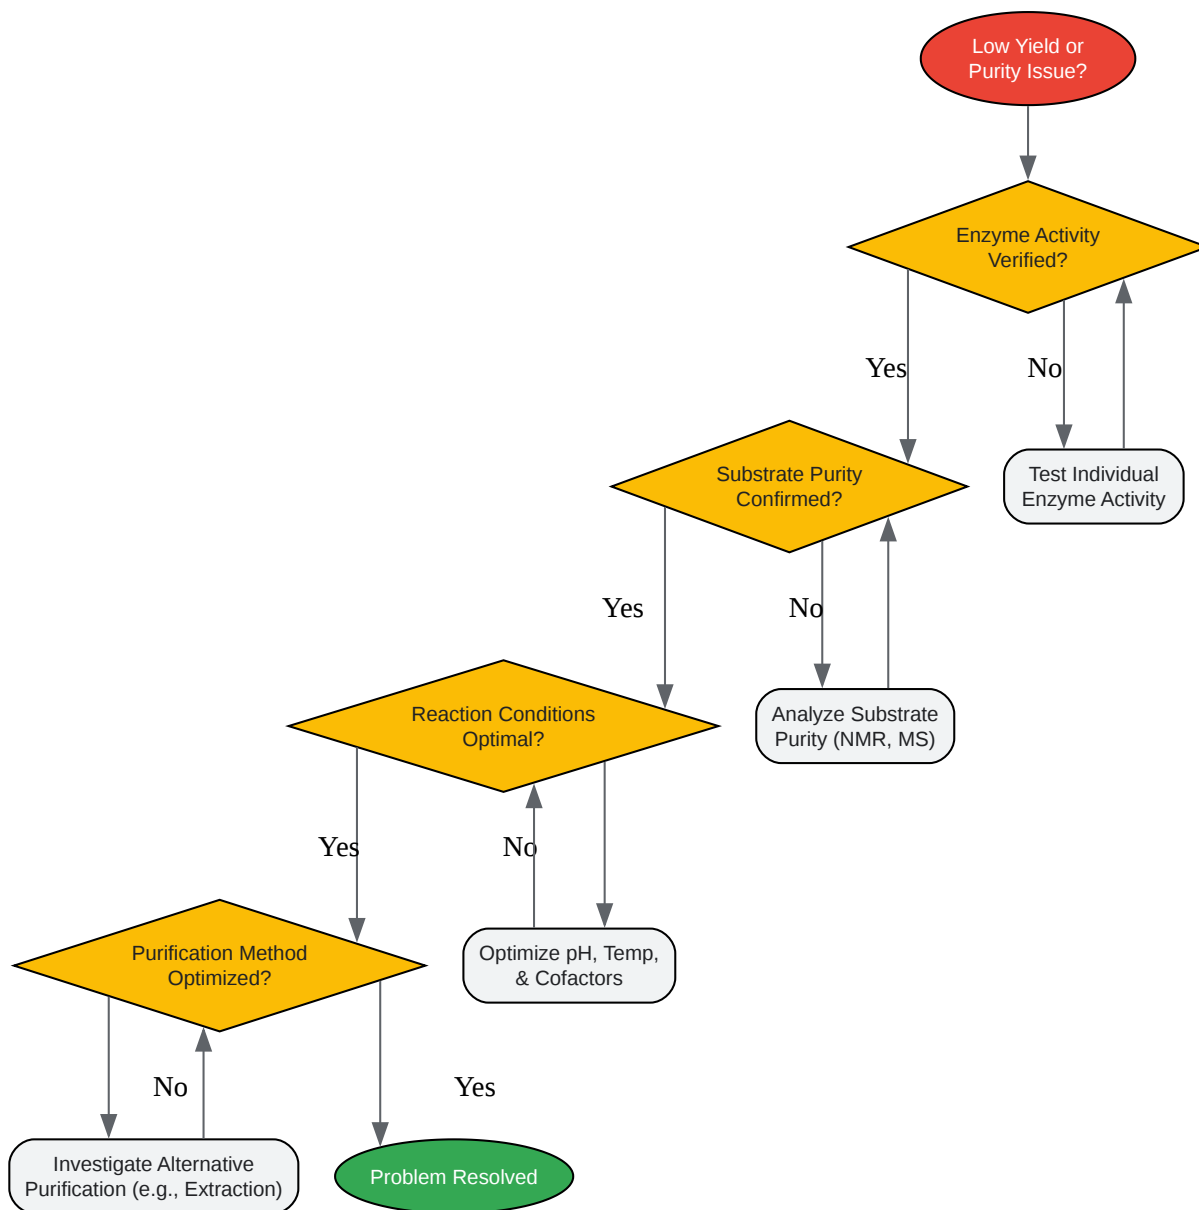 Low Yield or
Purity Issue?
Enzyme Activity
Verified?
Yes
No
Substrate Purity
Confirmed?
Test Individual
Enzyme Activity
Yes
No
Reaction Conditions
Optimal?
Analyze Substrate
Purity (NMR, MS)
Yes
No
Purification Method
Optimized?
Optimize pH, Temp,
& Cofactors
No
Yes
Investigate Alternative
Purification (e.g., Extraction)
Problem Resolved